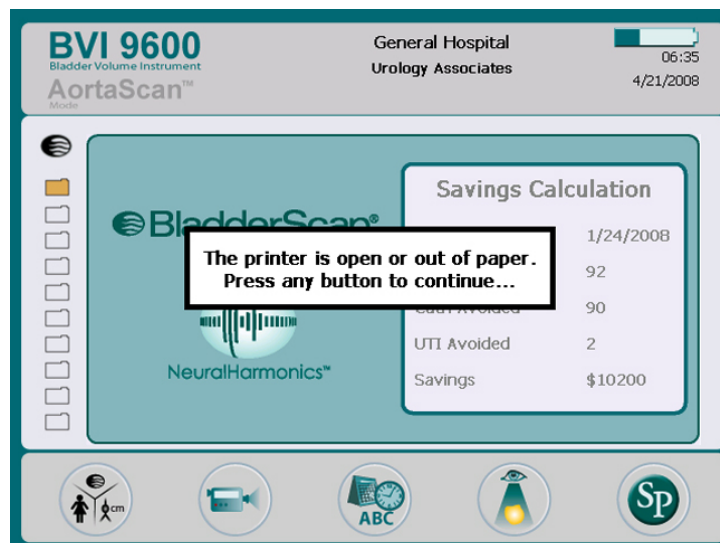 BVI 9600
Bladder Volume Instrument
AortaScan™
Mode
General Hospital
Urology Associates
06:35
4/21/2008
BladderScan®
NeuralHarmonics™
Savings Calculation
1/24/2008
92
90
UTI Avoided 2
Savings $10200
The printer is open or out of paper.
Press any button to continue...
cm
ABC
SP